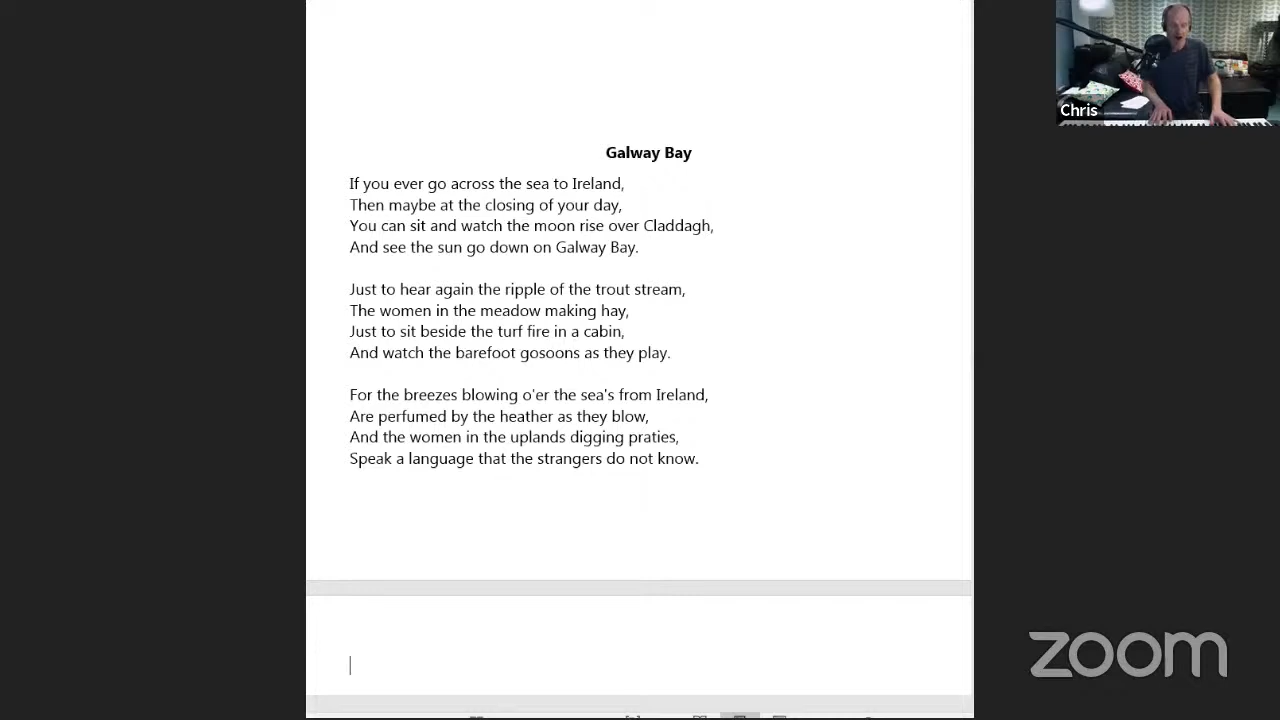 Galway Bay
If you ever go across the sea to Ireland,
Then maybe at the closing of your day,
You can sit and watch the moon rise over Claddagh,
And see the sun go down on Galway Bay.
Just to hear again the ripple of the trout stream,
The women in the meadow making hay,
Just to sit beside the turf fire in a cabin,
And watch the barefoot gosoons as they play.
For the breezes blowing o'er the sea's from Ireland,
Are perfumed by the heather as they blow,
And the women in the uplands digging praties,
Speak a language that the strangers do not know.
Chris
zoom